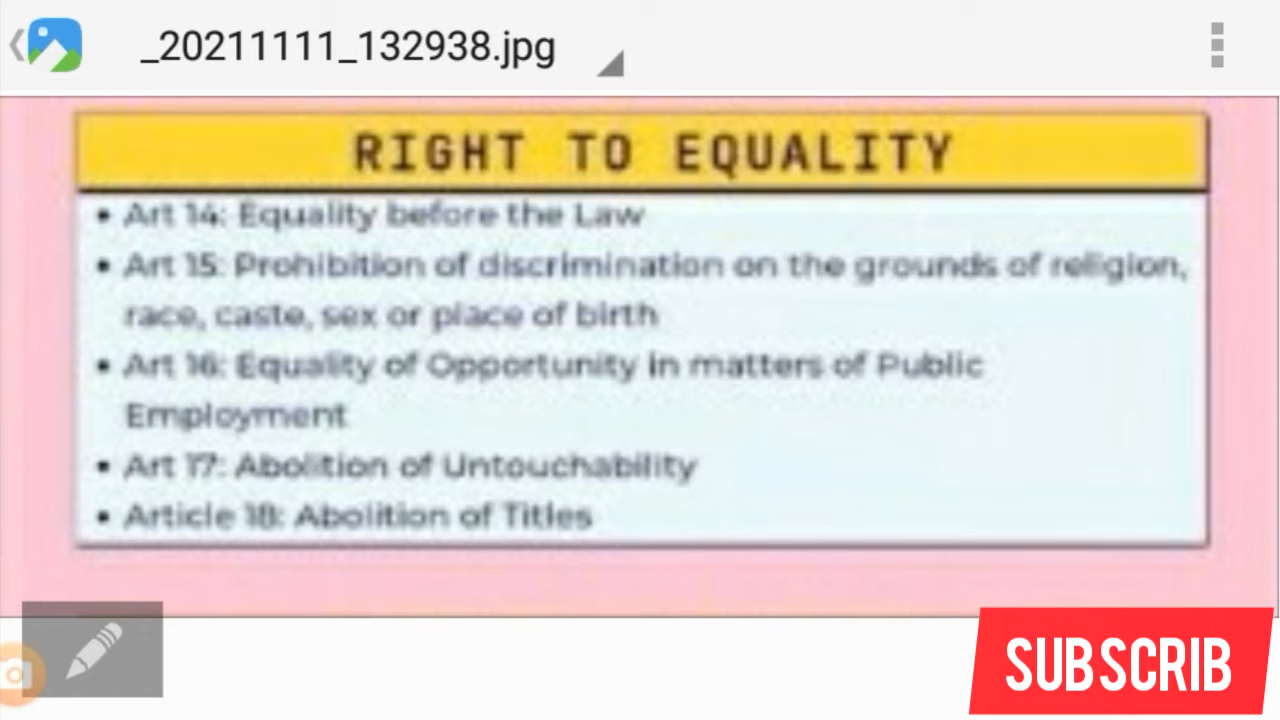 _20211111_132938.jpg
RIGHT TO EQUALITY
• Art 14: Equality before the Law
• Art 15: Prohibition of discrimination on the grounds of religion,
race, caste, sex or place of birth
• Art 16: Equality of Opportunity in matters of Public
Employment
• Art 17: Abolition of Untouchability
• Article 18: Abolition of Titles
SUBSCRIB